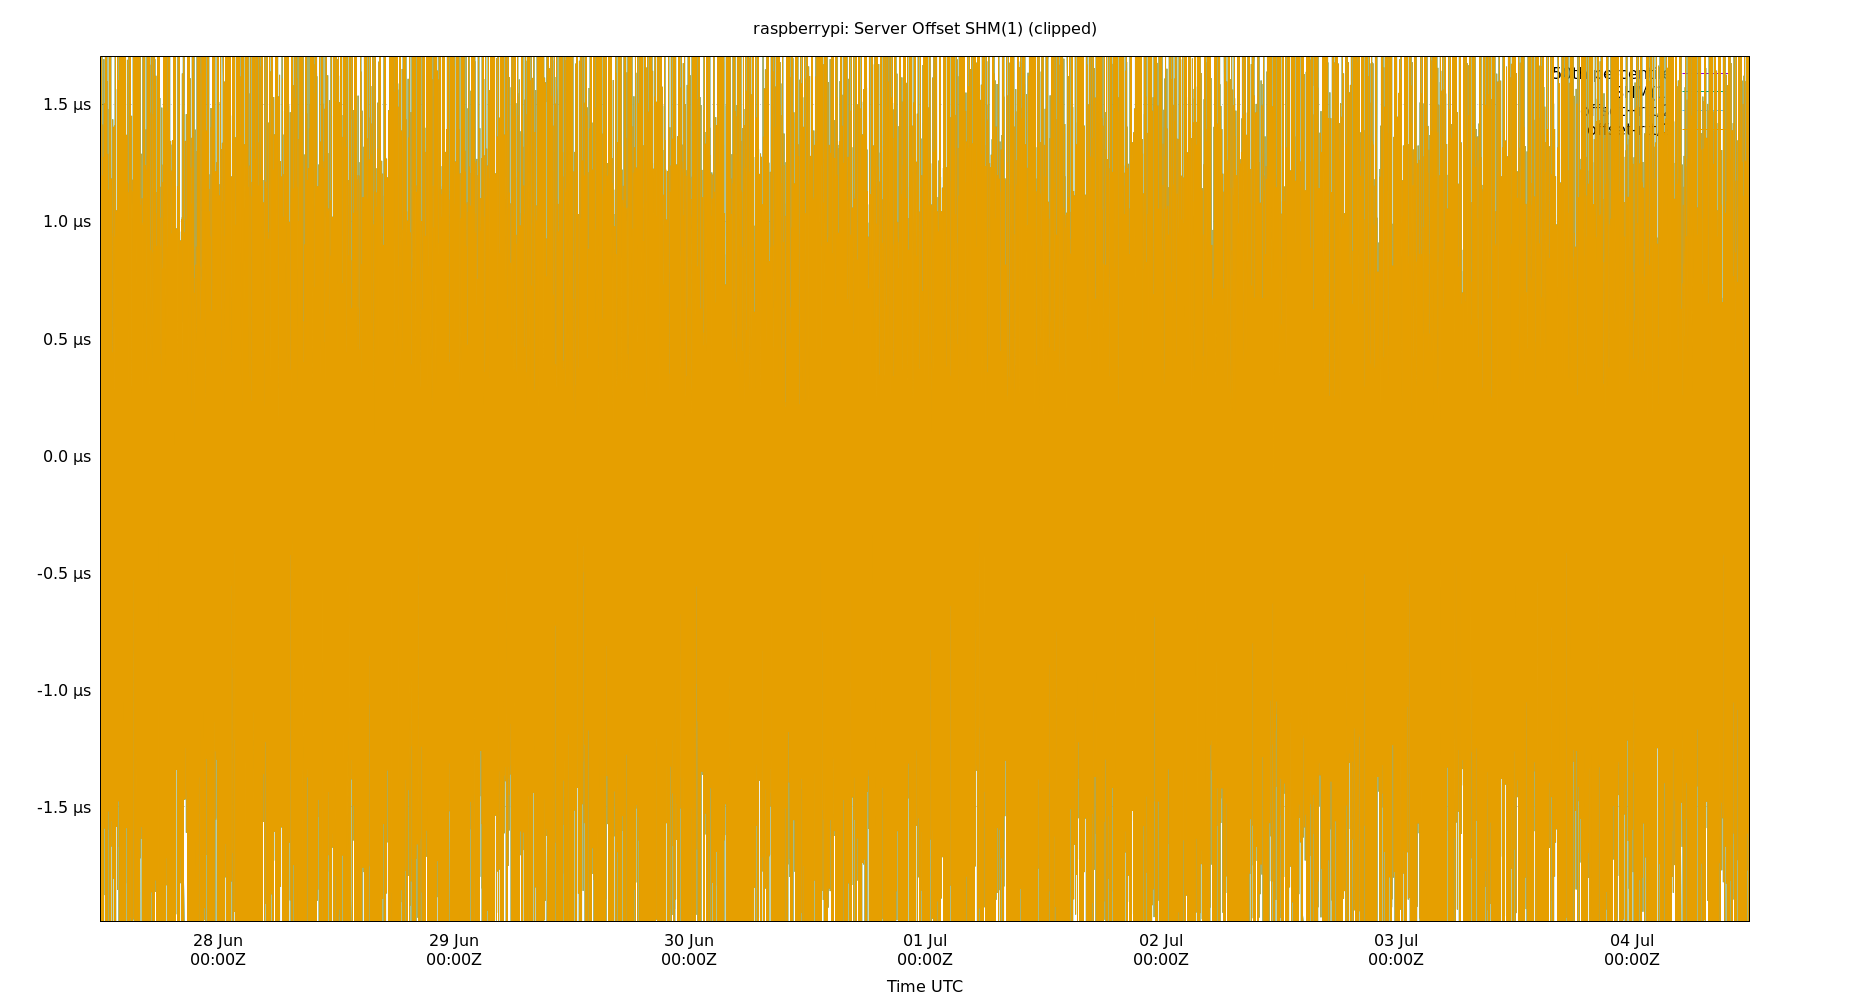 raspberrypi: Server Offset SHM(1) (clipped)
1.5 µs
1.0 µs
0.5 µs
0.0 µs
-0.5 µs
-1.0 µs
-1.5 µs
28 Jun 29 Jun 30 Jun 01 Jul 02 Jul 03 Jul 04 Jul
00:00Z 00:00Z 00:00Z 00:00Z 00:00Z 00:00Z 00:00Z
Time UTC